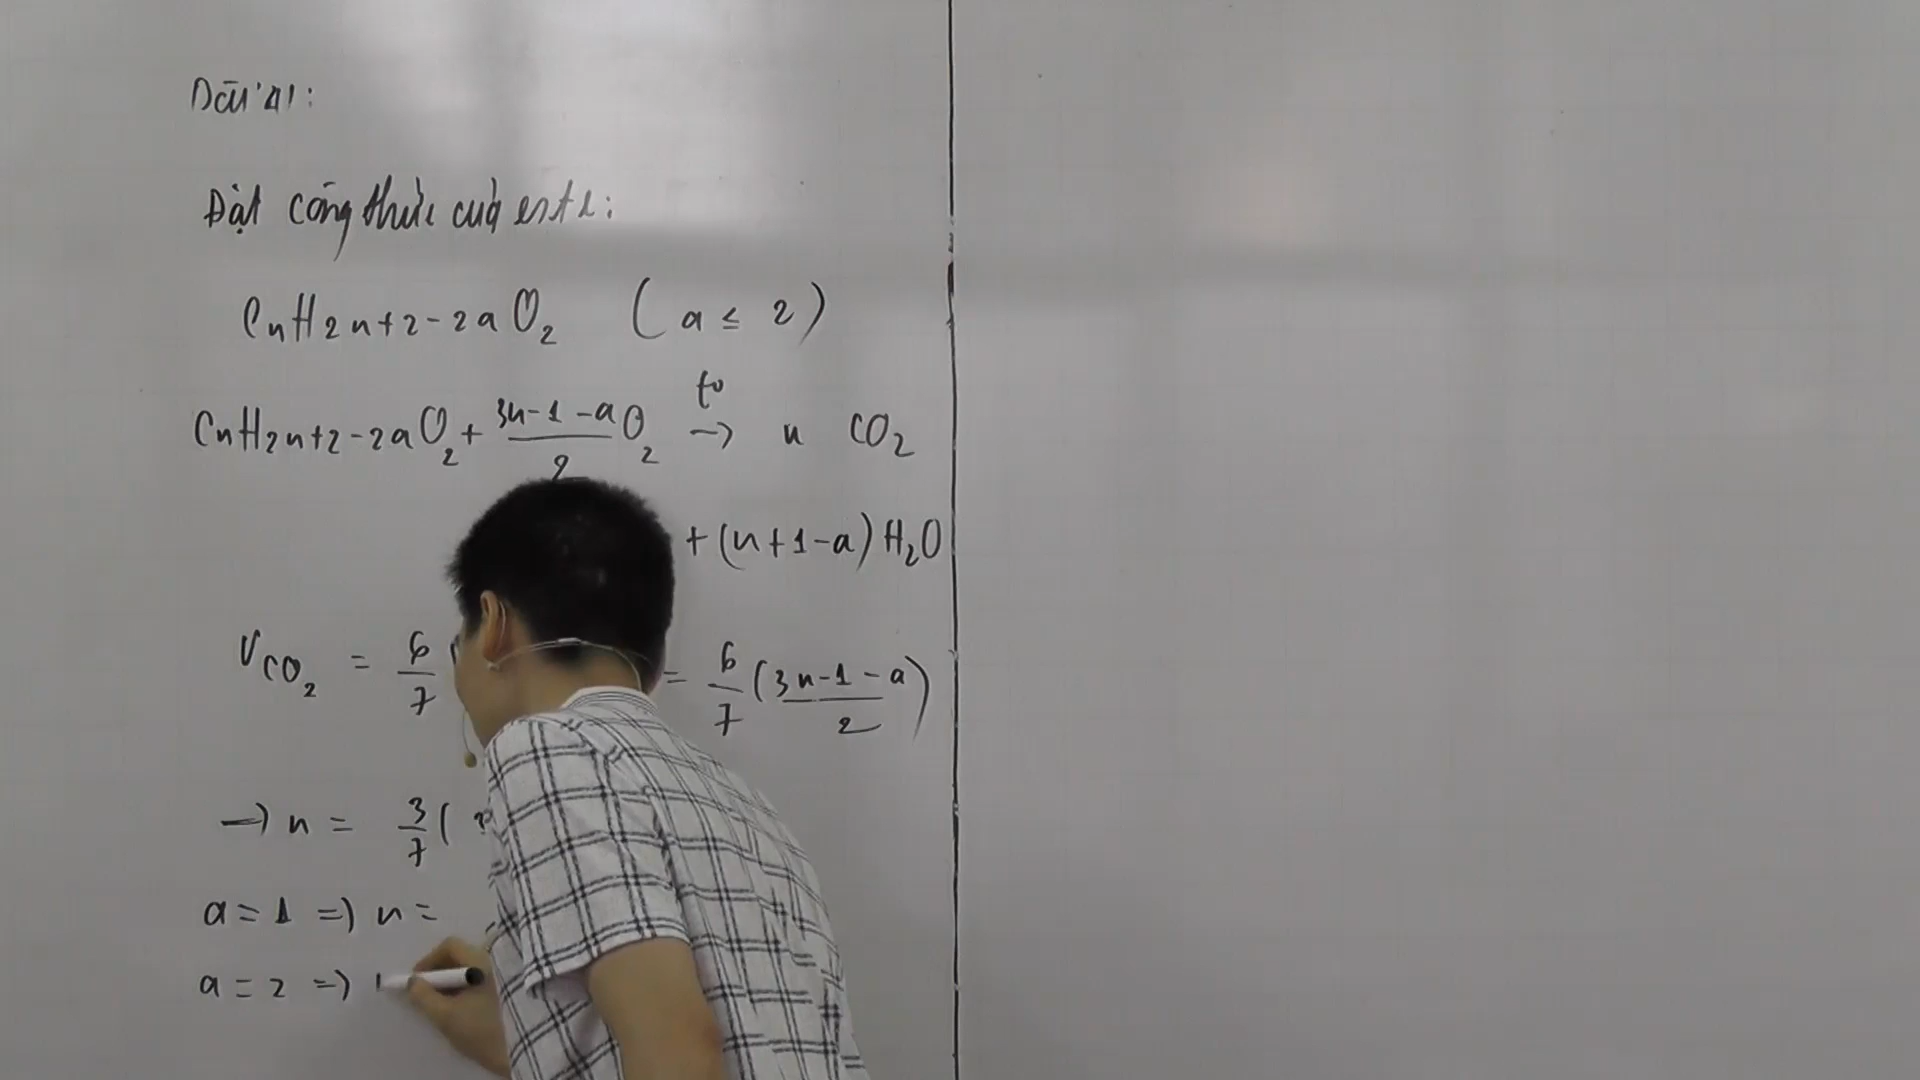 Bài 41:
Đặt công thức của este:
CnH2n+2-2aO2 (a ≤ 2)
CnH2n+2-2aO2 + (3n-1-a)/2 O2 t° → n CO2
+ (n+1-a) H2O
VCO2 = 6/7 ( = 6/7 ((3n-1-a)/2)
→ n = 3/7 (
a = 1 => n =
a = 2 =>